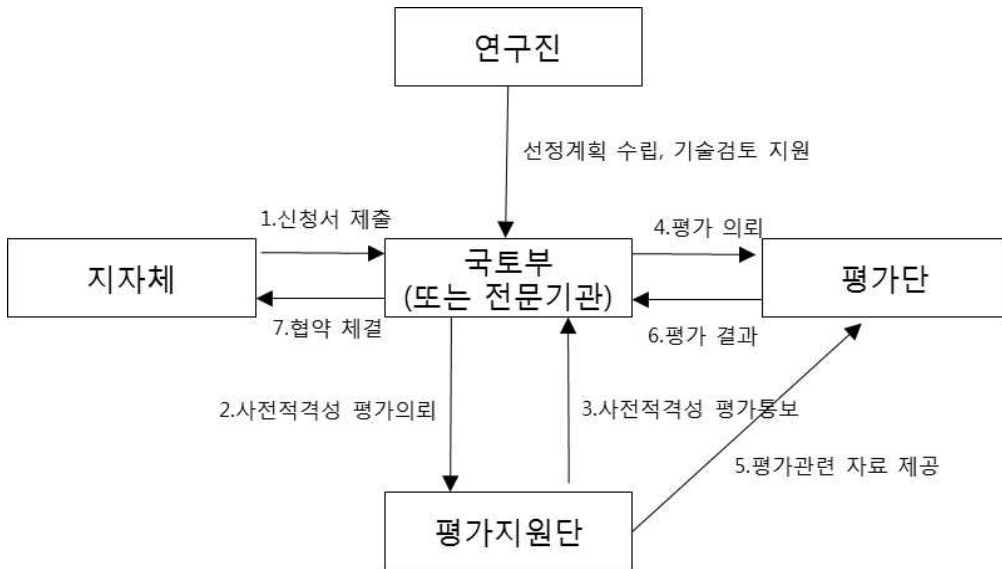 연구진
선정계획 수립, 기술검토 지원
1.신청서 제출
4.평가 의뢰
지자체
국토부
(또는 전문기관)
평가단
7.협약 체결
6.평가 결과
2.사전적격성 평가의뢰
3.사전적격성 평가통보
5.평가관련 자료 제공
평가지원단